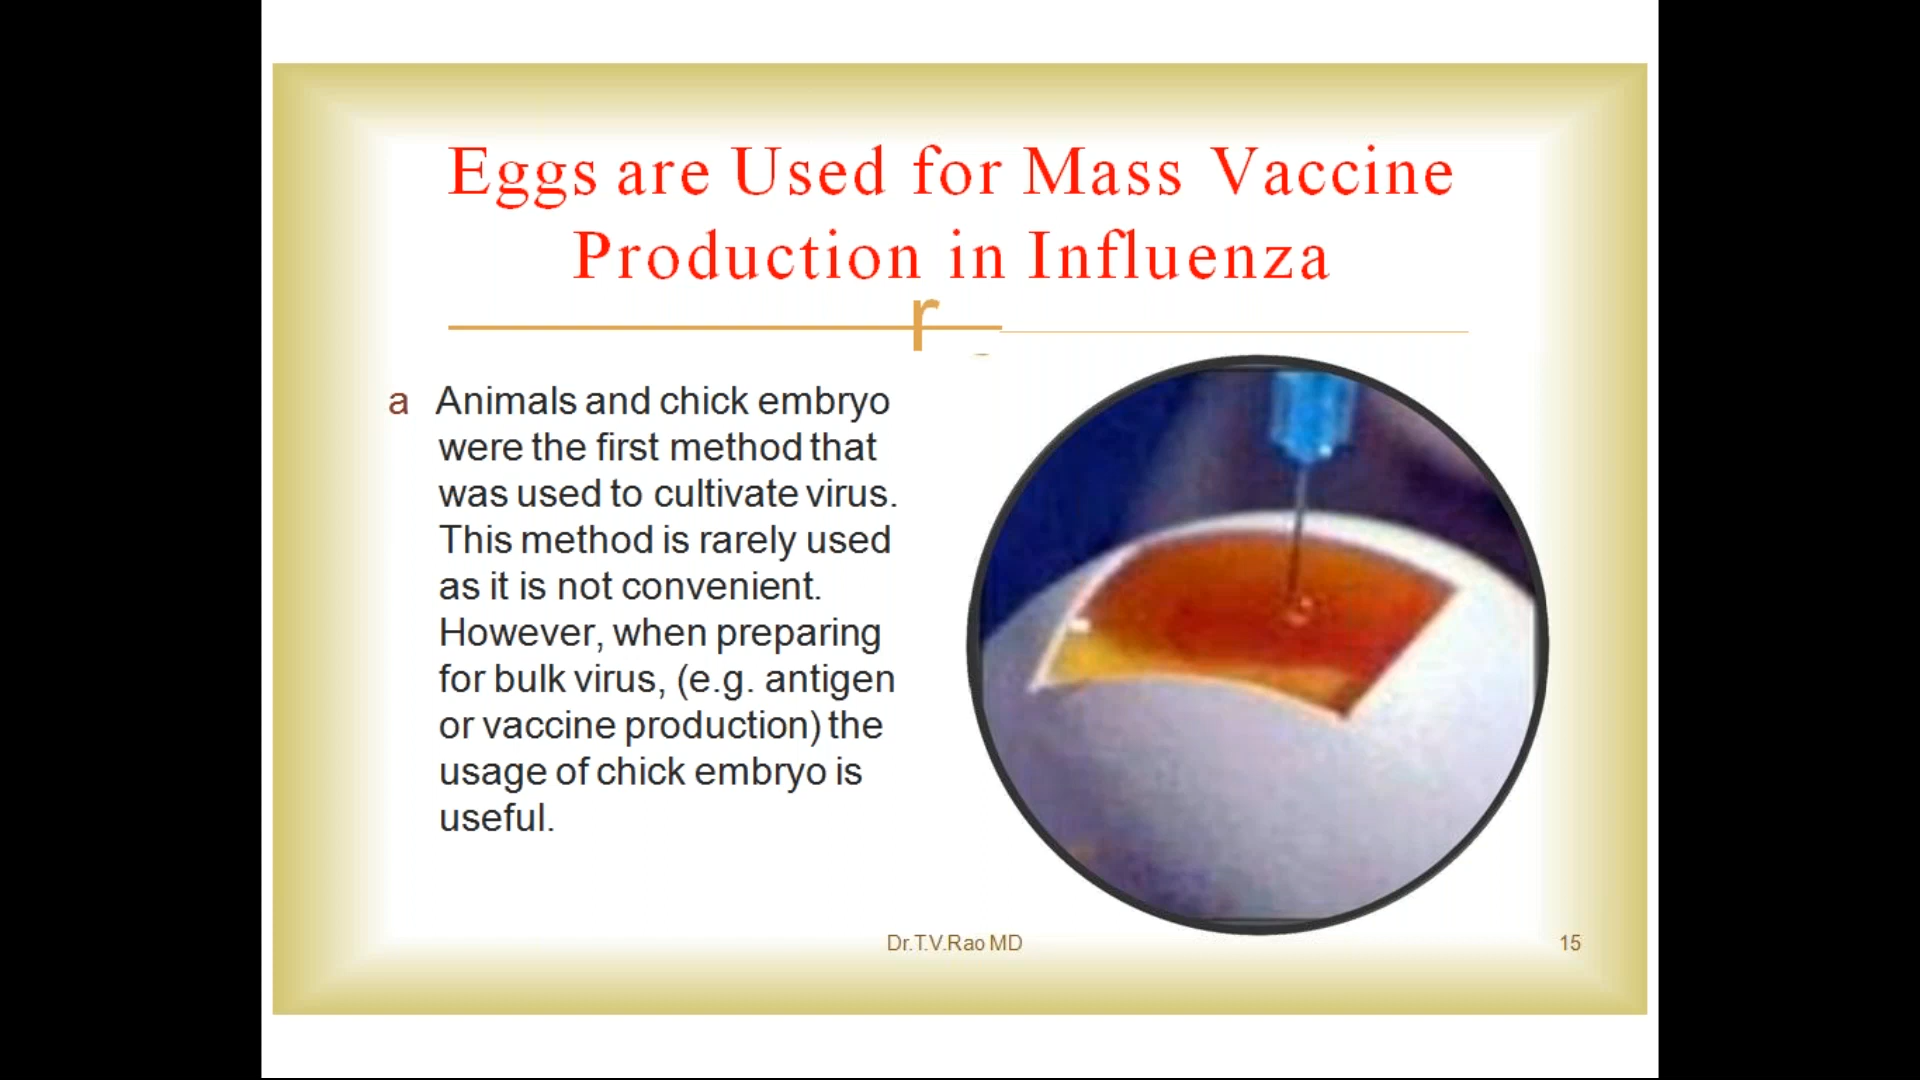 Eggs are Used for Mass Vaccine
Production in Influenza
r
a Animals and chick embryo
were the first method that
was used to cultivate virus.
This method is rarely used
as it is not convenient.
However, when preparing
for bulk virus, (e.g. antigen
or vaccine production) the
usage of chick embryo is
useful.
Dr.T.V.Rao MD
15